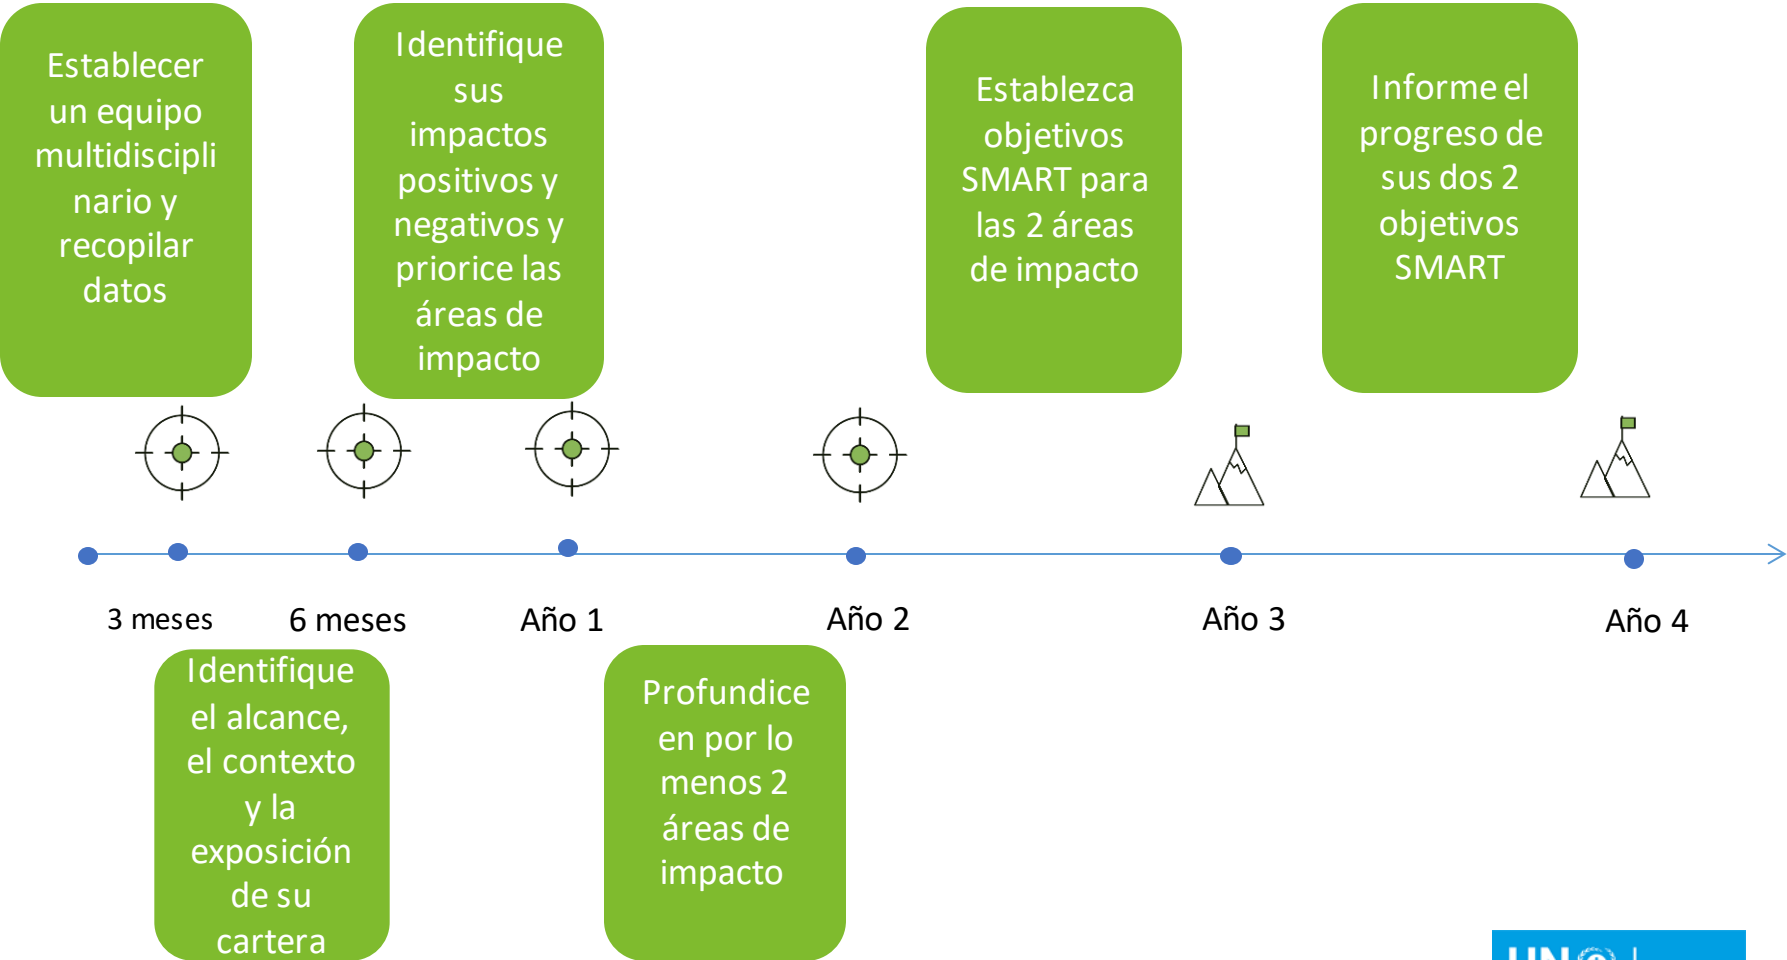 Establecer
un equipo
multidiscipli
nario y
recopilar
datos
Identifique
sus
impactos
positivos y
negativos y
priorice las
áreas de
impacto
Establezca
objetivos
SMART para
las 2 áreas
de impacto
Informe el
progreso de
sus dos 2
objetivos
SMART
3 meses
6 meses
Año 1
Año 2
Año 3
Año 4
Identifique
el alcance,
el contexto
y la
exposición
de su
cartera
Profundice
en por lo
menos 2
áreas de
impacto
UN